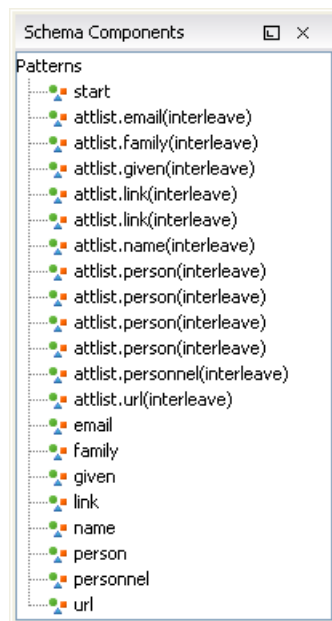 Schema Components
Patterns
start
attlist.email(interleave)
attlist.family(interleave)
attlist.given(interleave)
attlist.link(interleave)
attlist.link(interleave)
attlist.name(interleave)
attlist.person(interleave)
attlist.person(interleave)
attlist.person(interleave)
attlist.person(interleave)
attlist.personnel(interleave)
attlist.url(interleave)
email
family
given
link
name
person
personnel
url